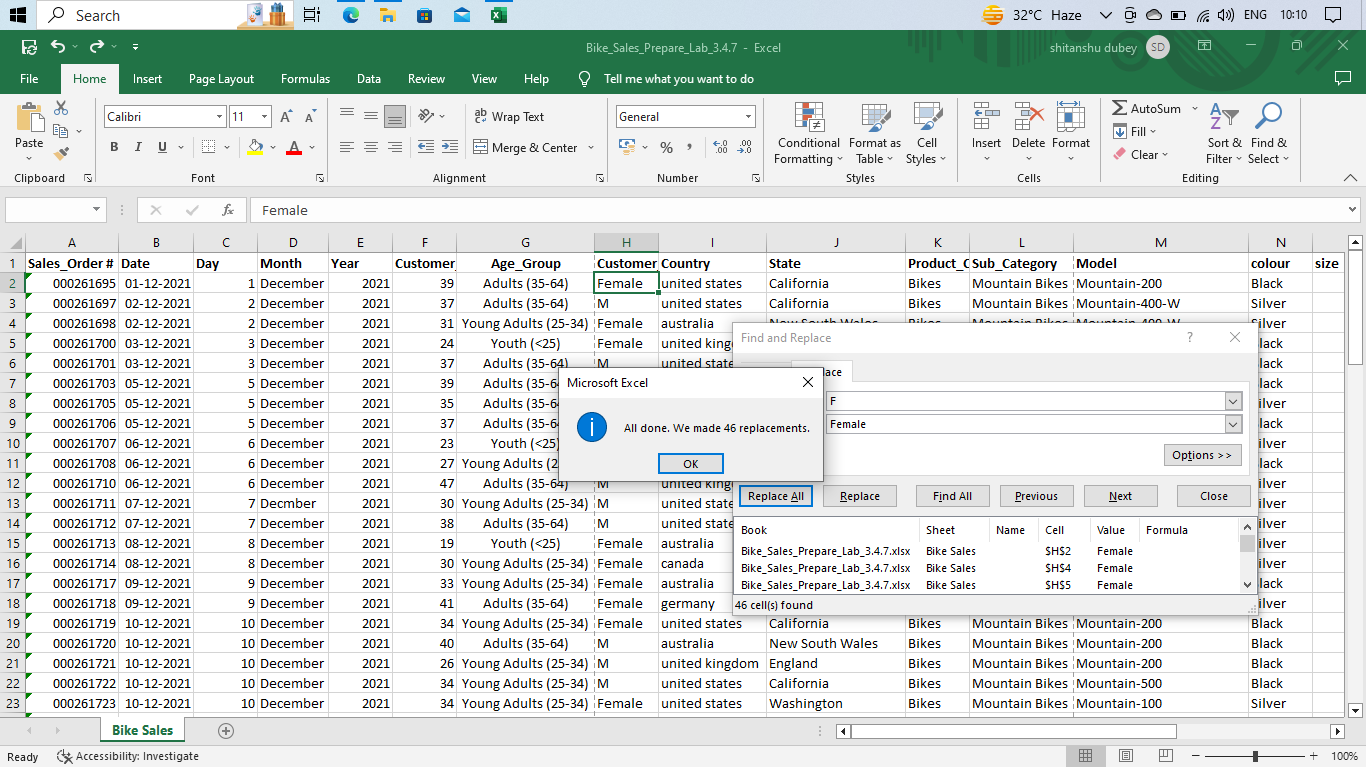 Search 32°C Haze ENG 10:10
Bike_Sales_Prepare_Lab_3.4.7 - Excel shitanshu dubey SD
File Home Insert Page Layout Formulas Data Review View Help Tell me what you want to do
Calibri 11 Wrap Text General AutoSum
Paste B I U Merge & Center % Conditional Formatting Format as Table Cell Styles Insert Delete Format Fill Clear Sort & Filter Find & Select
Clipboard Font Alignment Number Styles Cells Editing
fx Female
A B C D E F G H I J K L M N
1 Sales_Order # Date Day Month Year Customer_ Age_Group Customer Country State Product_C Sub_Category Model colour size
2 000261695 01-12-2021 1 December 2021 39 Adults (35-64) Female united states California Bikes Mountain Bikes Mountain-200 Black
3 000261697 02-12-2021 2 December 2021 37 Adults (35-64) M united states California Bikes Mountain Bikes Mountain-400-W Silver
4 000261698 02-12-2021 2 December 2021 31 Young Adults (25-34) Female australia New South Wales Bikes Mountain Bikes Mountain-400-W Silver
5 000261700 03-12-2021 3 December 2021 24 Youth (<25) Female united king
6 000261701 03-12-2021 3 December 2021 37 Adults (35-64) M united state
7 000261703 05-12-2021 5 December 2021 39 Adults (35-6
8 000261705 05-12-2021 5 December 2021 35 Adults (35-6
9 000261706 05-12-2021 5 December 2021 37 Adults (35-6
10 000261707 06-12-2021 6 December 2021 23 Youth (<25)
11 000261708 06-12-2021 6 December 2021 27 Young Adults (2
12 000261710 06-12-2021 6 December 2021 47 Adults (35-64) M united king
13 000261711 07-12-2021 7 Decmber 2021 30 Young Adults (25-34) M united state
14 000261712 07-12-2021 7 December 2021 38 Adults (35-64) M united state
15 000261713 08-12-2021 8 December 2021 19 Youth (<25) Female australia
16 000261714 08-12-2021 8 December 2021 30 Young Adults (25-34) Female canada
17 000261717 09-12-2021 9 December 2021 33 Young Adults (25-34) Female australia
18 000261718 09-12-2021 9 December 2021 41 Adults (35-64) Female germany
19 000261719 10-12-2021 10 December 2021 34 Young Adults (25-34) Female united states California Bikes Mountain Bikes Mountain-200 Black
20 000261720 10-12-2021 10 December 2021 40 Adults (35-64) M australia New South Wales Bikes Mountain Bikes Mountain-200 Black
21 000261721 10-12-2021 10 December 2021 26 Young Adults (25-34) M united kingdom England Bikes Mountain Bikes Mountain-200 Silver
22 000261722 10-12-2021 10 December 2021 34 Young Adults (25-34) M united states California Bikes Mountain Bikes Mountain-500 Black
23 000261723 10-12-2021 10 December 2021 34 Young Adults (25-34) Female united states Washington Bikes Mountain Bikes Mountain-100 Silver
Find and Replace ?
lace
F
Female
Options >>
Replace All Replace Find All Previous Next Close
Book Sheet Name Cell Value Formula
Bike_Sales_Prepare_Lab_3.4.7.xlsx Bike Sales $H$2 Female
Bike_Sales_Prepare_Lab_3.4.7.xlsx Bike Sales $H$4 Female
Bike_Sales_Prepare_Lab_3.4.7.xlsx Bike Sales $H$5 Female
46 cell(s) found
Microsoft Excel
All done. We made 46 replacements.
OK
Bike Sales
Ready Accessibility: Investigate 100%